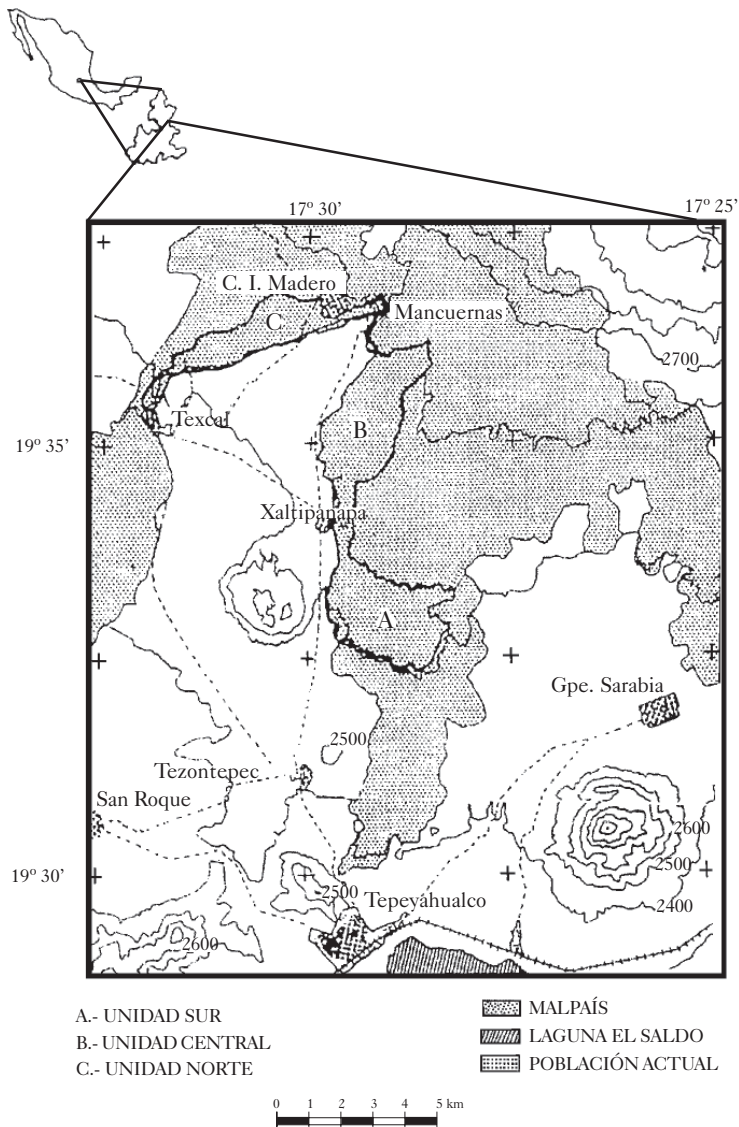 17º 30’
17º 25’
C. I. Madero
C
Mancuernas
2700
Texcal
B
19º 35’
Xaltipanapa
A
Gpe. Sarabia
2500
Tezontepec
San Roque
2600
2500
19º 30’
2500
Tepeyahualco
2400
2600
A.- UNIDAD SUR
B.- UNIDAD CENTRAL
C.- UNIDAD NORTE
MALPAÍS
LAGUNA EL SALDO
POBLACIÓN ACTUAL
0 1 2 3 4 5 km